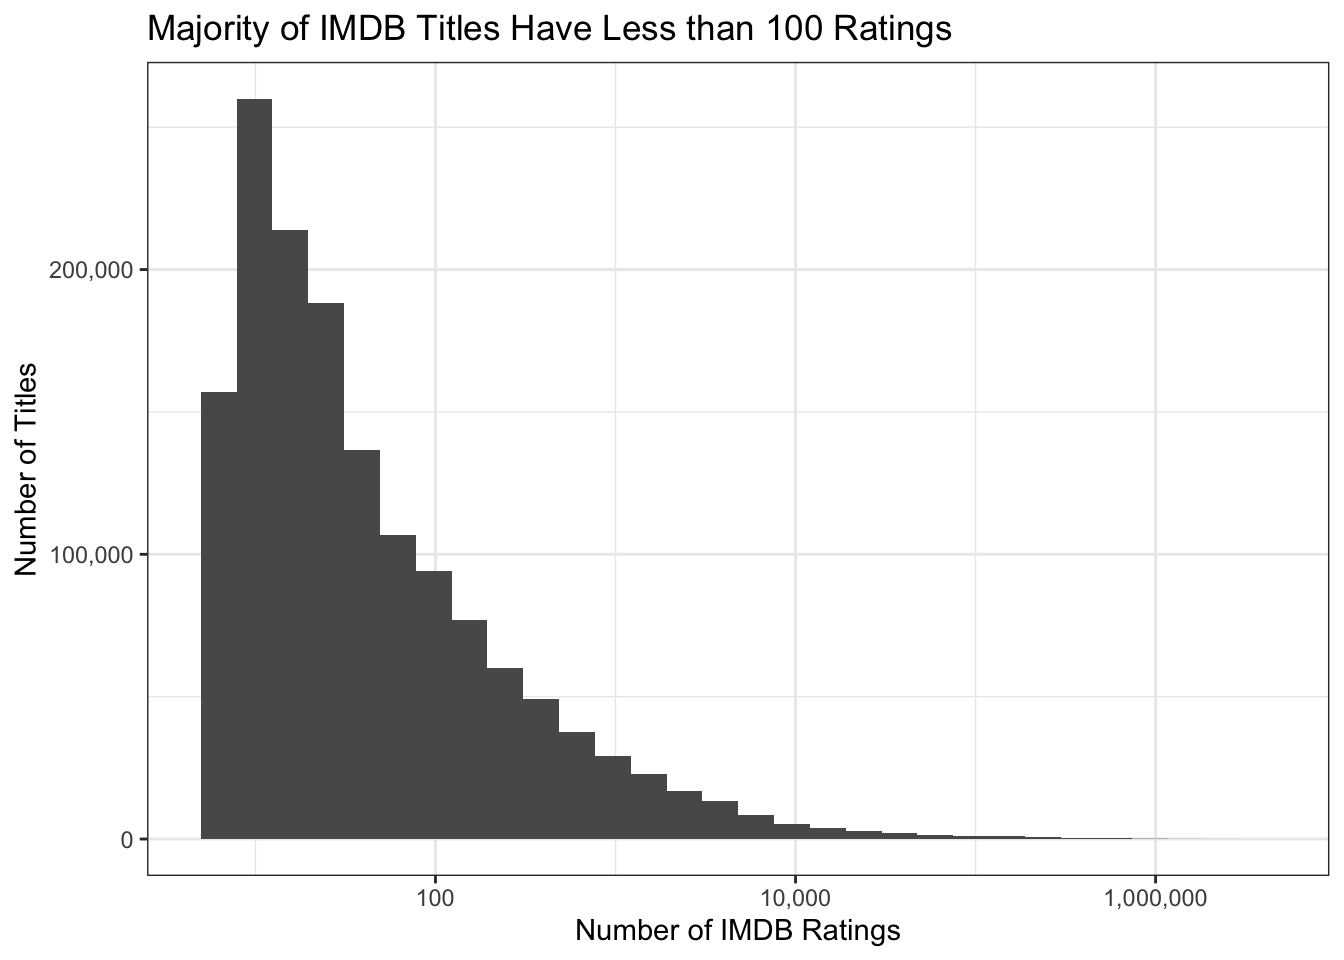 Majority of IMDB Titles Have Less than 100 Ratings
Number of Titles
200,000
100,000
0
100
10,000
1,000,000
Number of IMDB Ratings